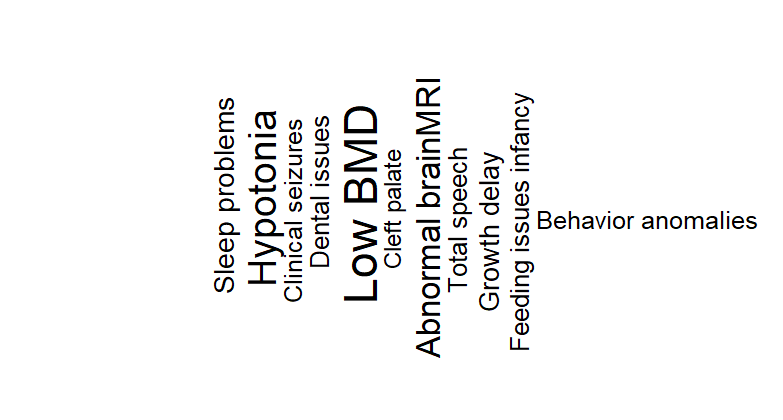 Sleep problems
Hypotonia
Clinical seizures
Dental issues
Low BMD
Cleft palate
Abnormal brainMRI
Total speech
Growth delay
Feeding issues infancy
Behavior anomalies